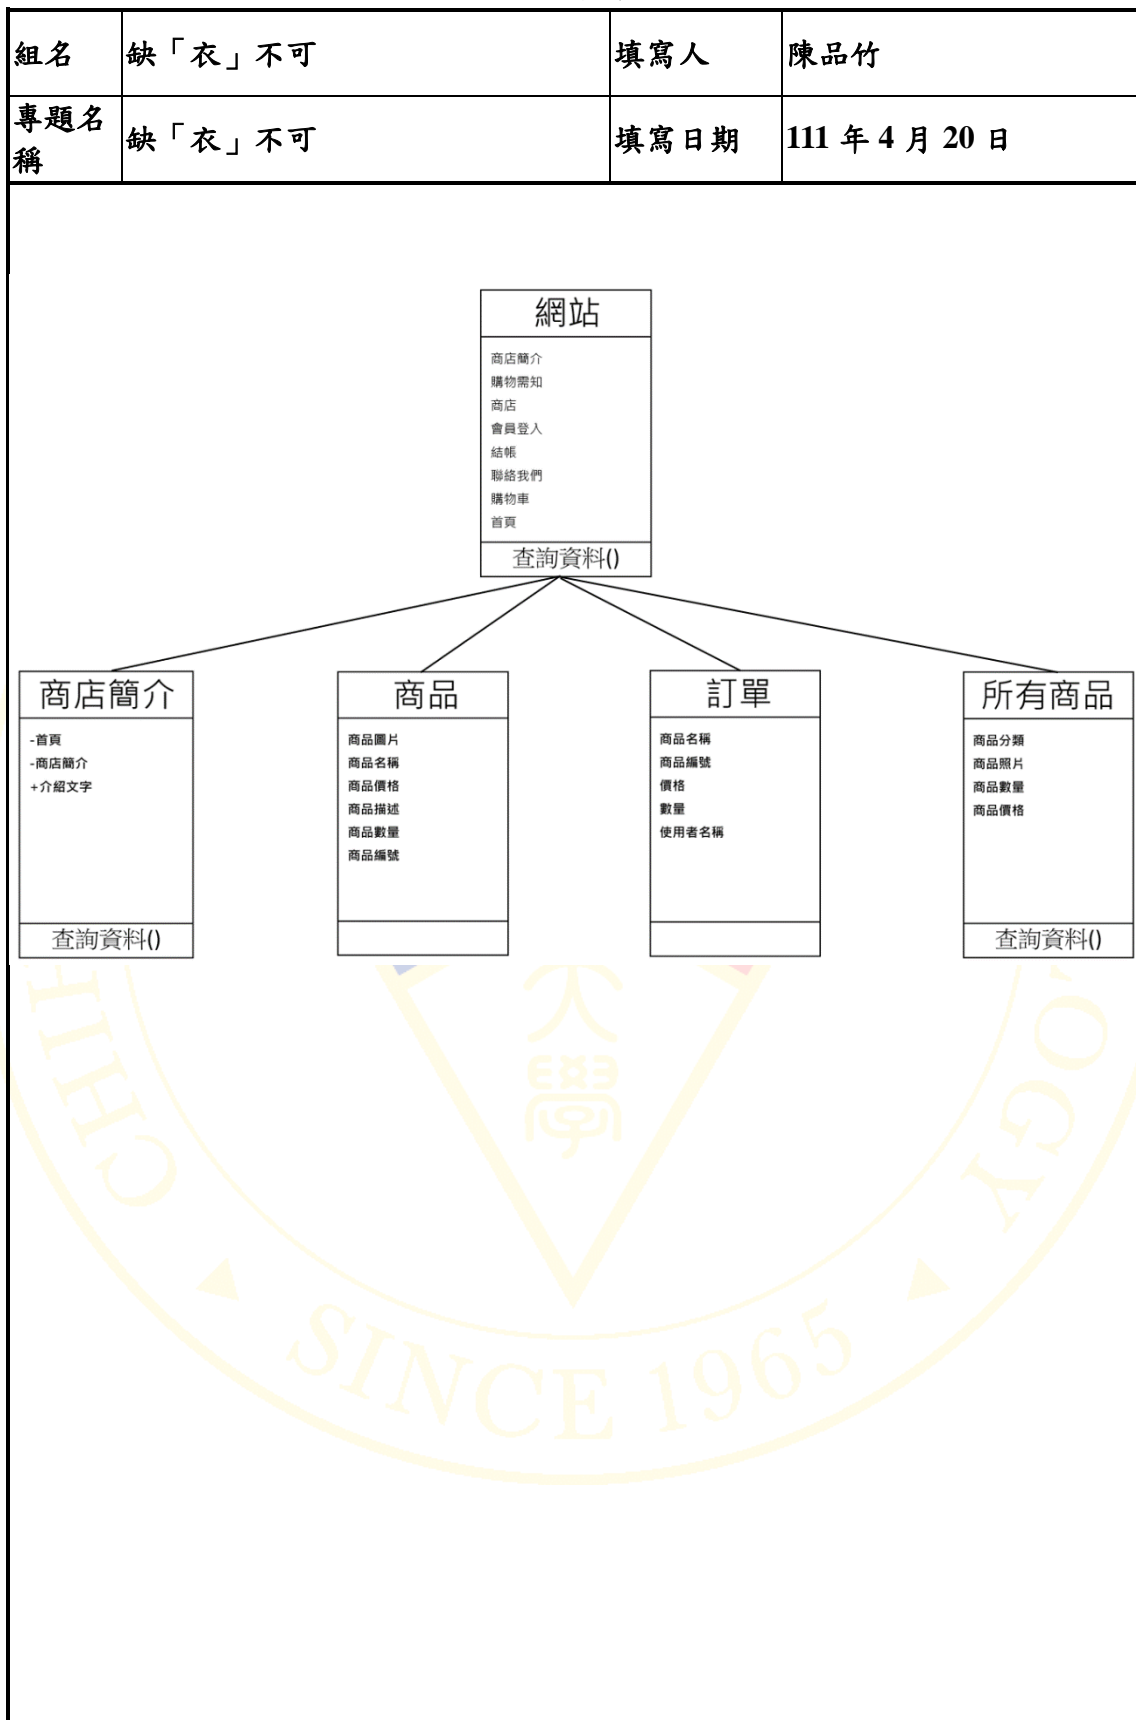 組名 缺「衣」不可 填寫人 陳品竹
專題名稱 缺「衣」不可 填寫日期 111 年 4 月 20 日
網站
商店簡介
購物需知
商店
會員登入
結帳
聯絡我們
購物車
首頁
查詢資料()
商店簡介
-首頁
-商店簡介
+介紹文字
查詢資料()
商品
商品圖片
商品名稱
商品價格
商品描述
商品數量
商品編號
訂單
商品名稱
商品編號
價格
數量
使用者名稱
所有商品
商品分類
商品照片
商品數量
商品價格
查詢資料()
大
學
SINCE 1965